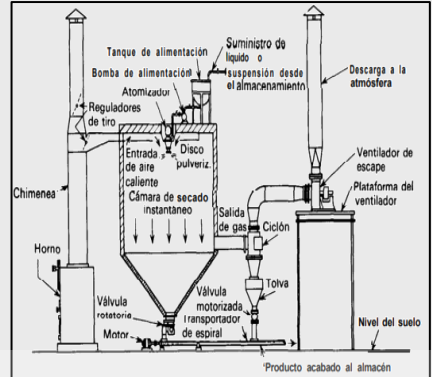 Tanque de alimentación
Bomba de alimentación
Atomizador
Suministro de
líquido o
suspensión desde
el almacenamiento
Descarga a la
atmósfera
Reguladores
de tiro
Entrada
de aire
caliente
Disco
pulveriz.
Ventilador
de escape
Plataforma del
ventilador
Chimenea
Cámara de secado
instantáneo
Salida
de gas
Ciclón
Horno
Válvula
rotatoria
Válvula
motorizada
Tolva
Transportador
de espiral
Motor
Nivel del suelo
Producto acabado al almacén